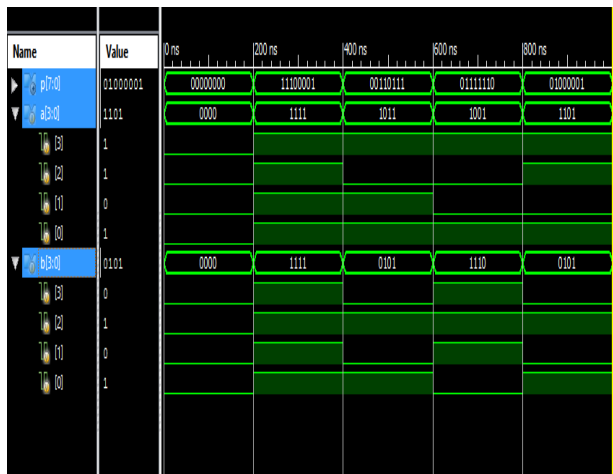 Name Value 0 ns 200 ns 400 ns 600 ns 800 ns
p[7:0] 01000001 00000000 11100001 00110111 01111110 01000001
a[3:0] 1101 0000 1111 1011 1001 1101
[3] 1
[2] 1
[1] 0
[0] 1
b[3:0] 0101 0000 1111 0101 1110 0101
[3] 0
[2] 1
[1] 0
[0] 1